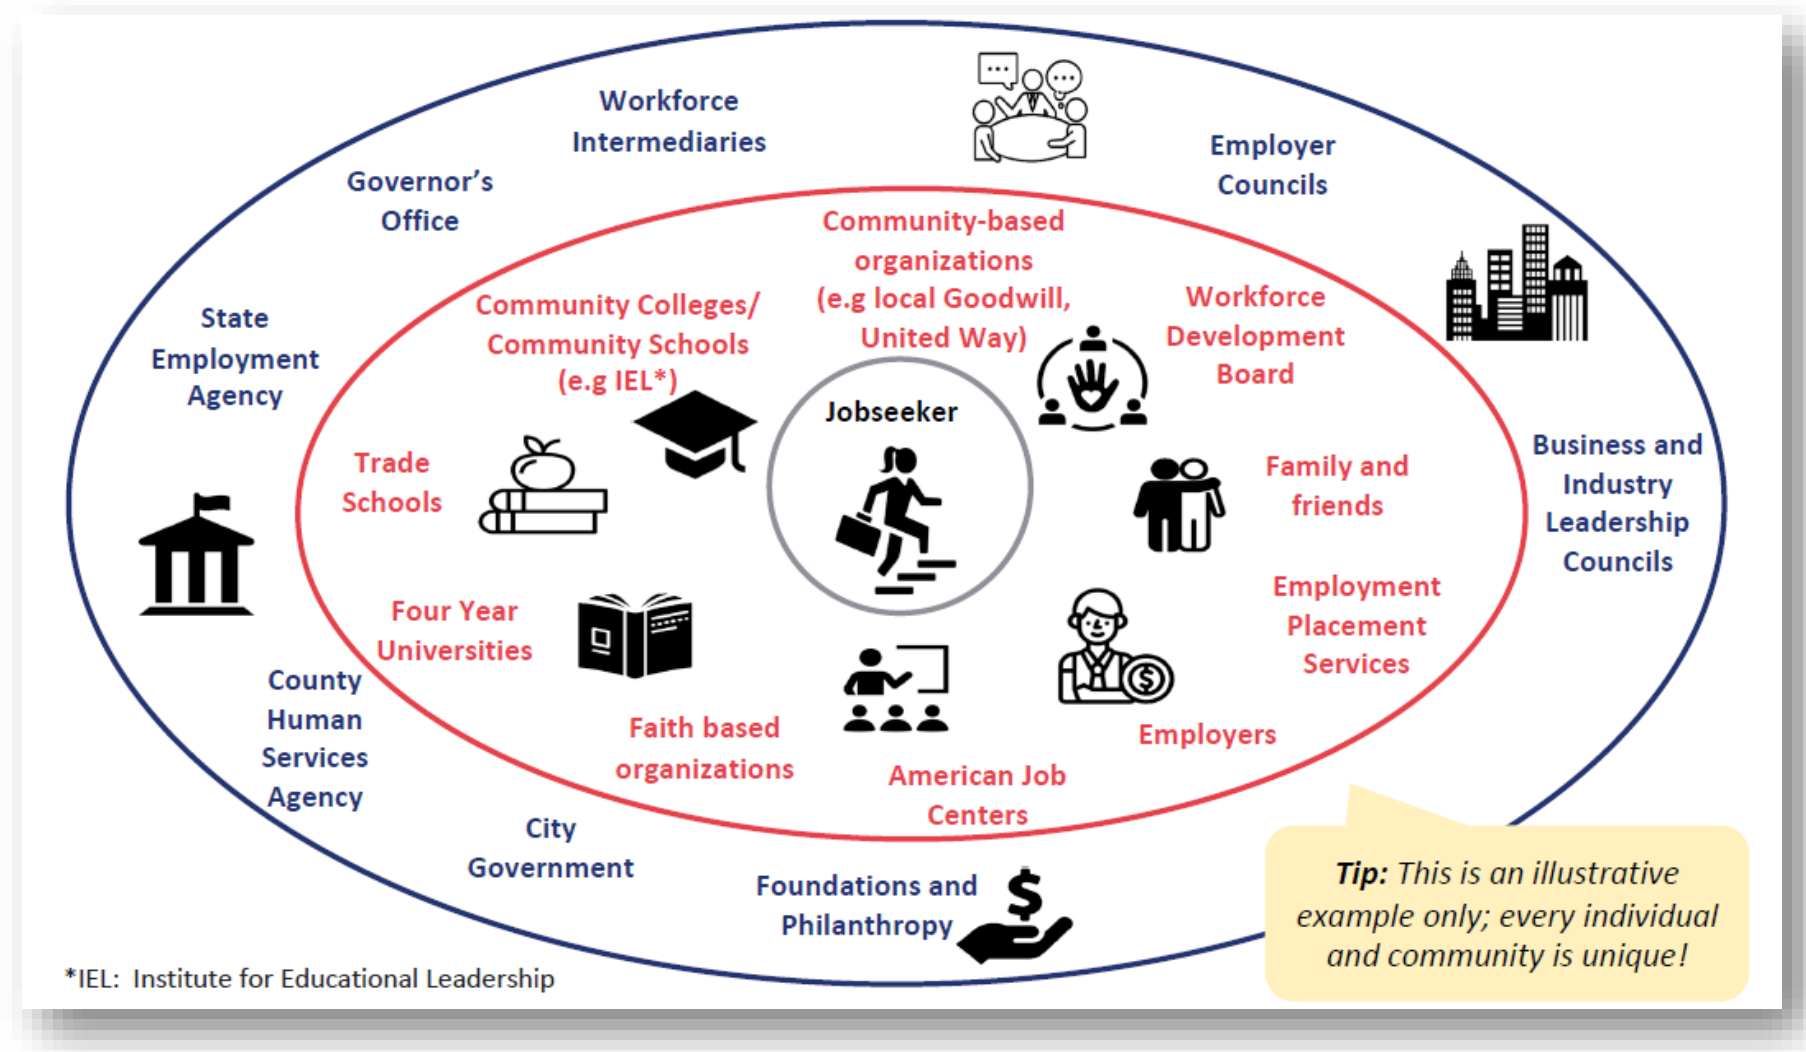 Workforce
Intermediaries
Governor's
Office
Employer
Councils
State
Employment
Agency
Business and
Industry
Leadership
Councils
County
Human
Services
Agency
City
Government
Foundations and
Philanthropy
$
Community-based
organizations
(e.g local Goodwill,
United Way)
Community Colleges/
Community Schools
(e.g IEL*)
Workforce
Development
Board
Trade
Schools
Family and
friends
Four Year
Universities
Employment
Placement
Services
$
Faith based
organizations
Employers
American Job
Centers
Jobseeker
Tip: This is an illustrative
example only; every individual
and community is unique!
*IEL: Institute for Educational Leadership